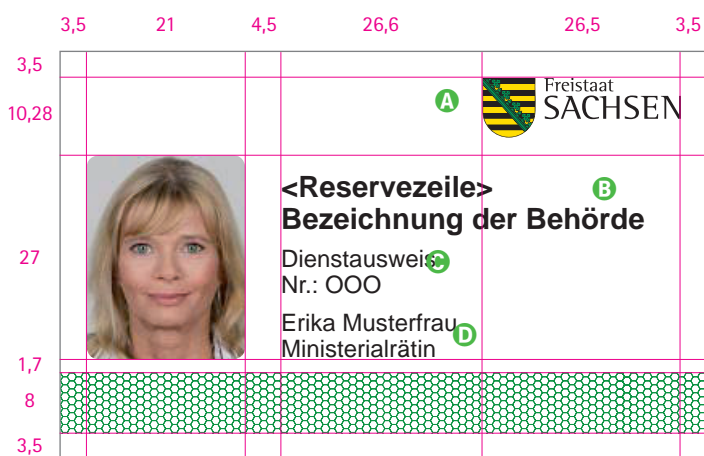 3,5 21 4,5 26,6 26,5 3,5
3,5
A
Freistaat
SACHSEN
10,28
<Reservezeile>
B
Bezeichnung der Behörde
27
Dienstausweis
C
Nr.: OOO
Erika Musterfrau
D
Ministerialrätin
1,7
8
3,5